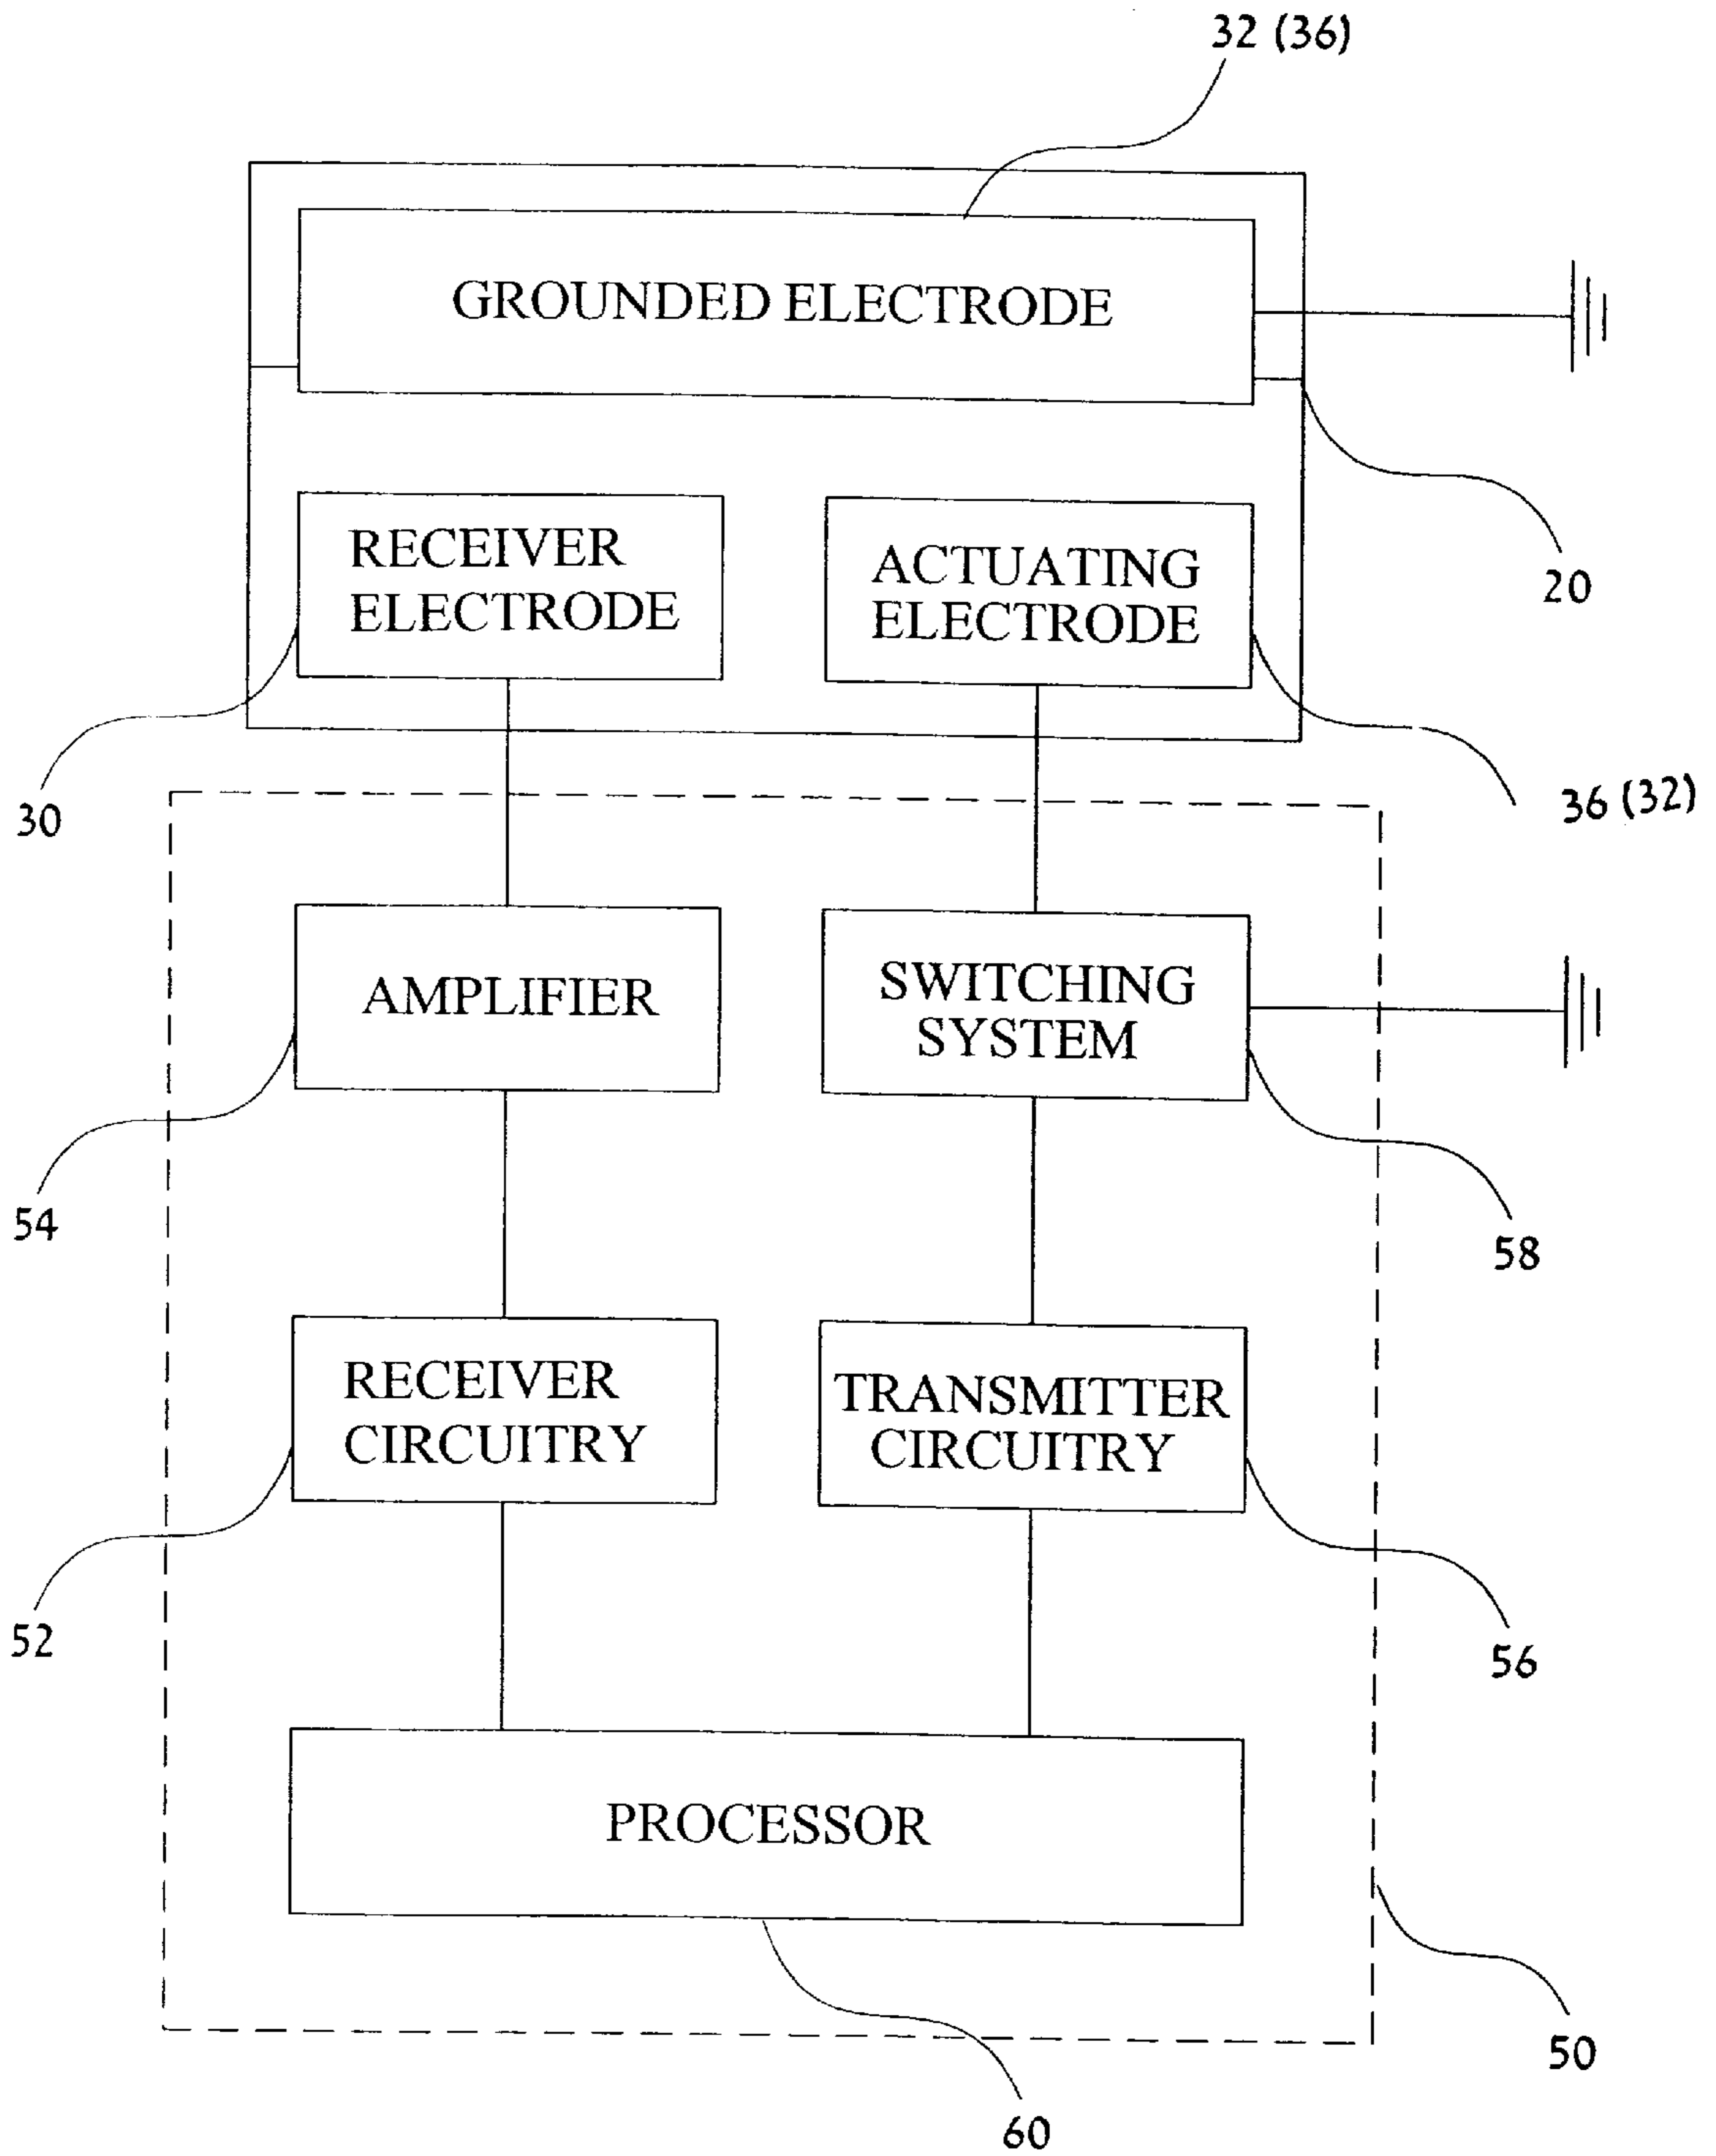 32 (36)
GROUNDED ELECTRODE
RECEIVER
ELECTRODE
ACTUATING
ELECTRODE
20
30
36 (32)
AMPLIFIER
SWITCHING
SYSTEM
54
58
RECEIVER
CIRCUITRY
TRANSMITTER
CIRCUITRY
52
56
PROCESSOR
50
60